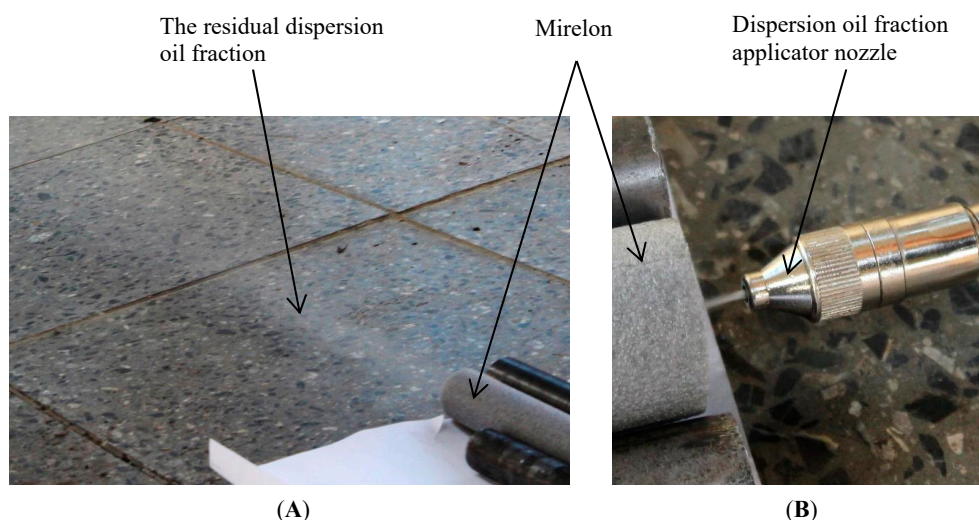 The residual dispersion
oil fraction
Mirelon
Dispersion oil fraction
applicator nozzle
(A)
(B)